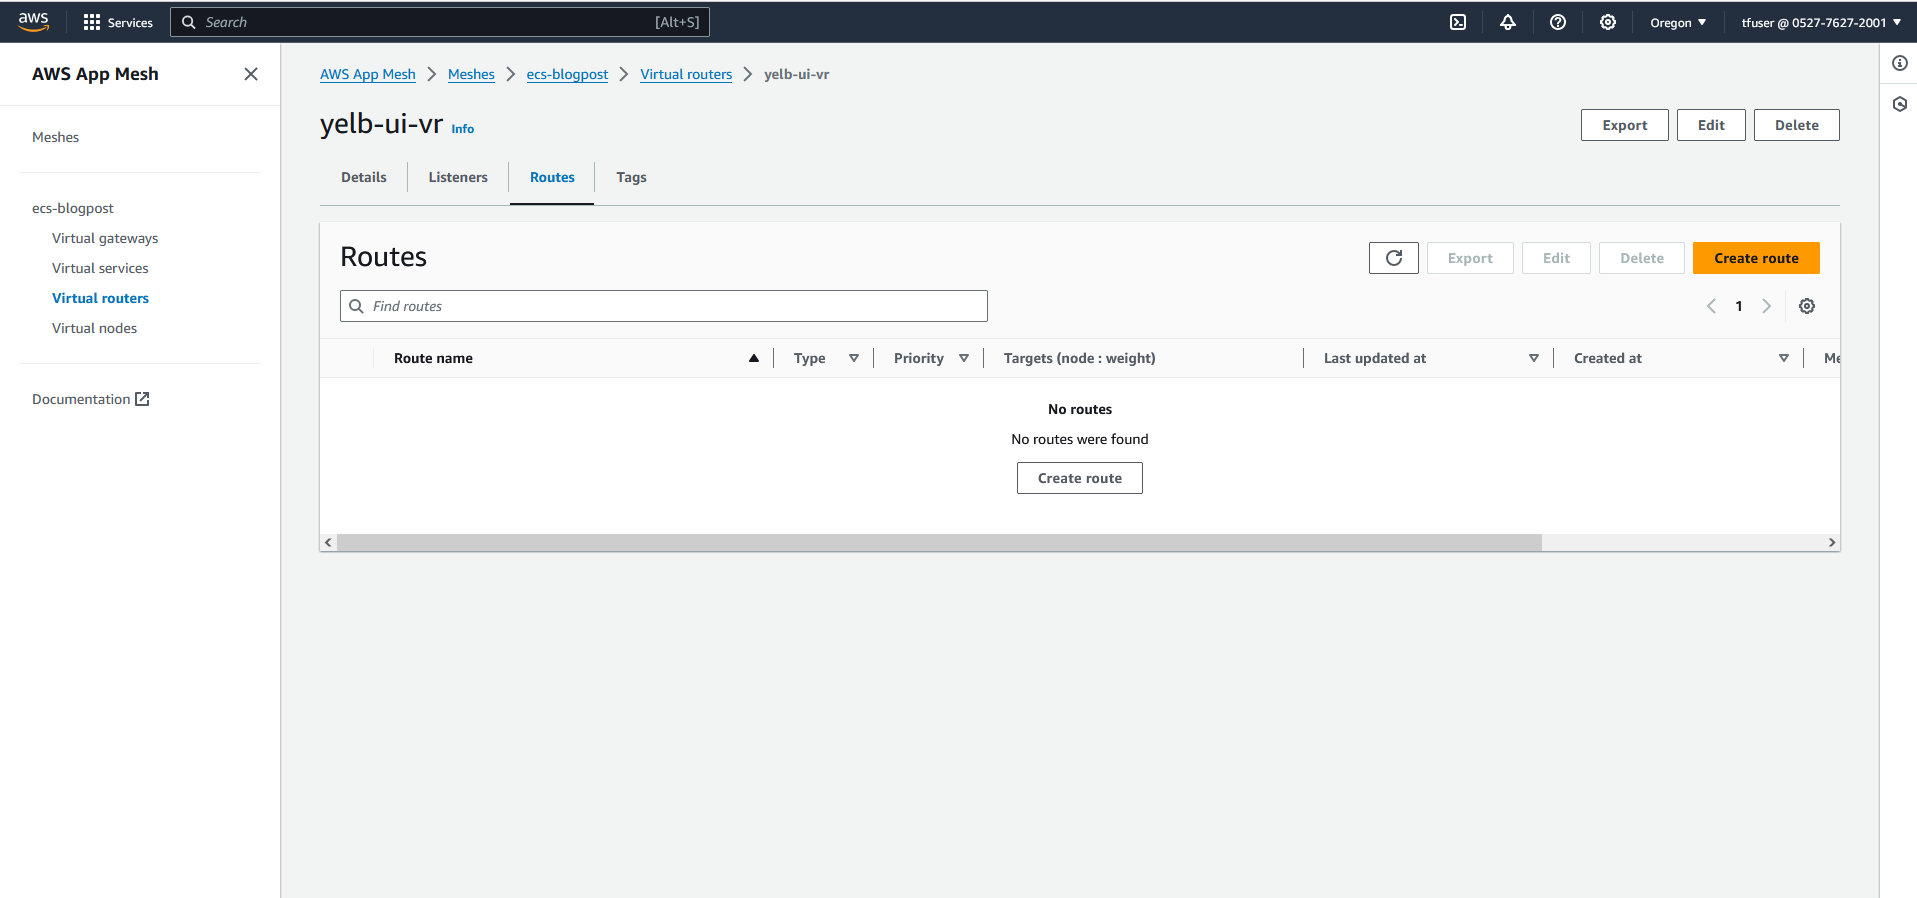 aws Services Search [Alt+S] Oregon tfuser @ 0527-7627-2001
AWS App Mesh
Meshes
ecs-blogpost
Virtual gateways
Virtual services
Virtual routers
Virtual nodes
Documentation
AWS App Mesh Meshes ecs-blogpost Virtual routers yelb-ui-vr
yelb-ui-vr Info
Export Edit Delete
Details Listeners Routes Tags
Routes
Export Edit Delete Create route
Find routes
1
Route name Type Priority Targets (node : weight) Last updated at Created at Me
No routes
No routes were found
Create route